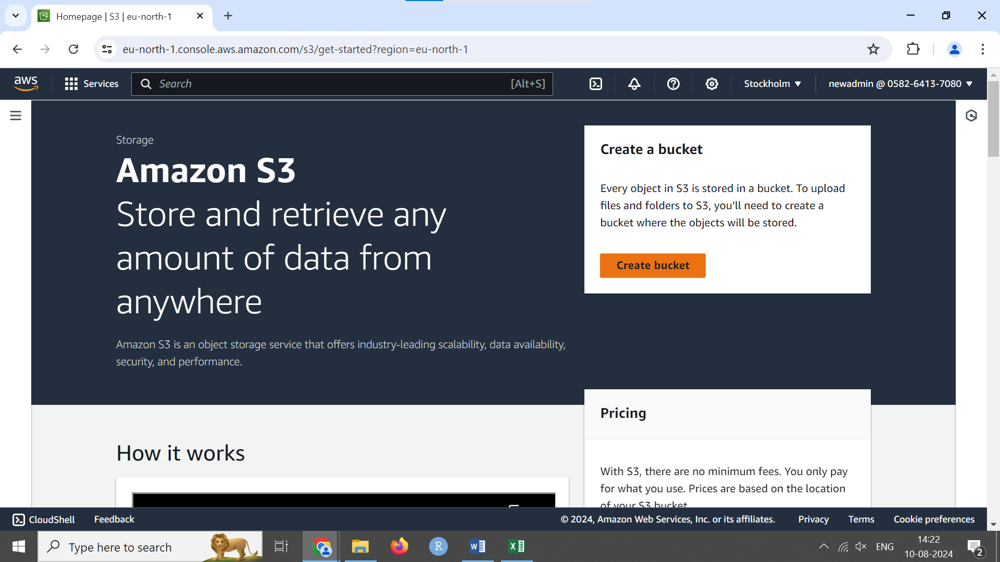 Homepage | S3 | eu-north-1
eu-north-1.console.aws.amazon.com/s3/get-started?region=eu-north-1
aws
Services
Search
[Alt+S]
Stockholm
newadmin @ 0582-6413-7080
Storage
Amazon S3
Store and retrieve any
amount of data from
anywhere
Amazon S3 is an object storage service that offers industry-leading scalability, data availability,
security, and performance.
Create a bucket
Every object in S3 is stored in a bucket. To upload
files and folders to S3, you’ll need to create a
bucket where the objects will be stored.
Create bucket
Pricing
With S3, there are no minimum fees. You only pay
for what you use. Prices are based on the location
of your S3 bucket.
How it works
CloudShell
Feedback
© 2024, Amazon Web Services, Inc. or its affiliates.
Privacy
Terms
Cookie preferences
Type here to search
R
W
X
ENG
14:22
10-08-2024
2